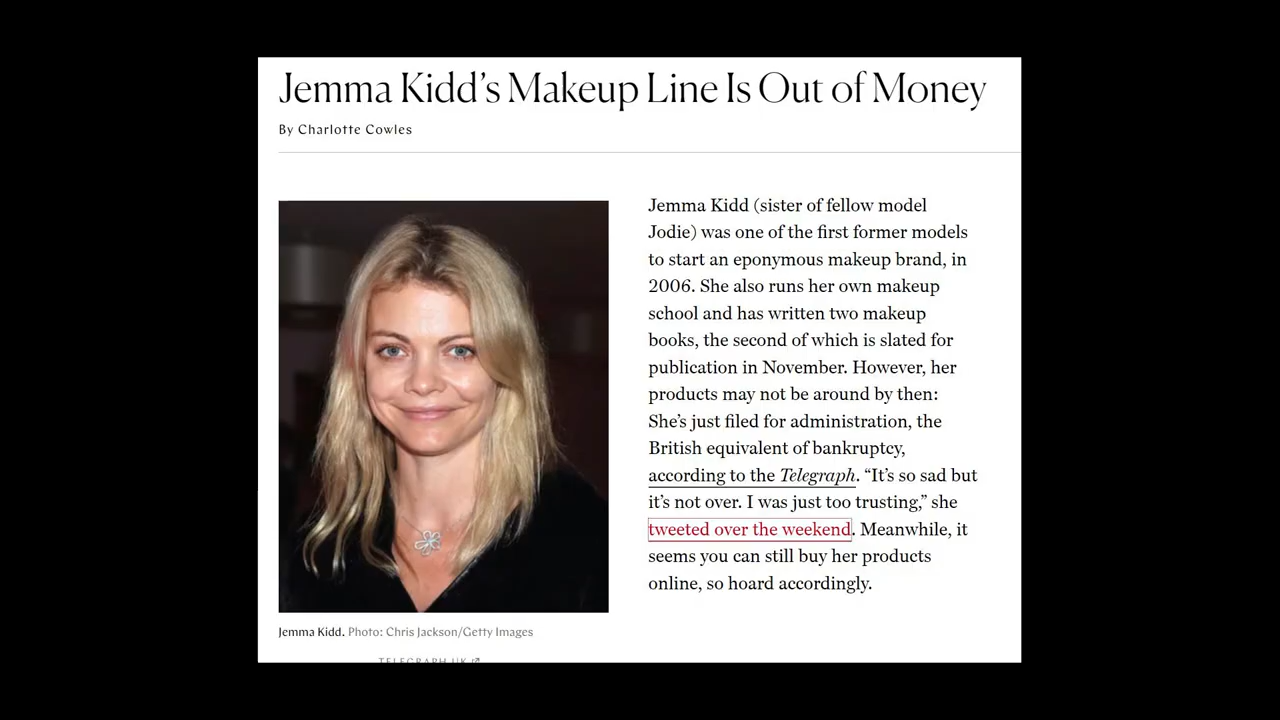 Jemma Kidd’s Makeup Line Is Out of Money
By Charlotte Cowles
Jemma Kidd (sister of fellow model
Jodie) was one of the first former models
to start an eponymous makeup brand, in
2006. She also runs her own makeup
school and has written two makeup
books, the second of which is slated for
publication in November. However, her
products may not be around by then:
She’s just filed for administration, the
British equivalent of bankruptcy,
according to the Telegraph. “It’s so sad but
it’s not over. I was just too trusting,” she
tweeted over the weekend. Meanwhile, it
seems you can still buy her products
online, so hoard accordingly.
Jemma Kidd. Photo: Chris Jackson/Getty Images
TELEGRAPH UK